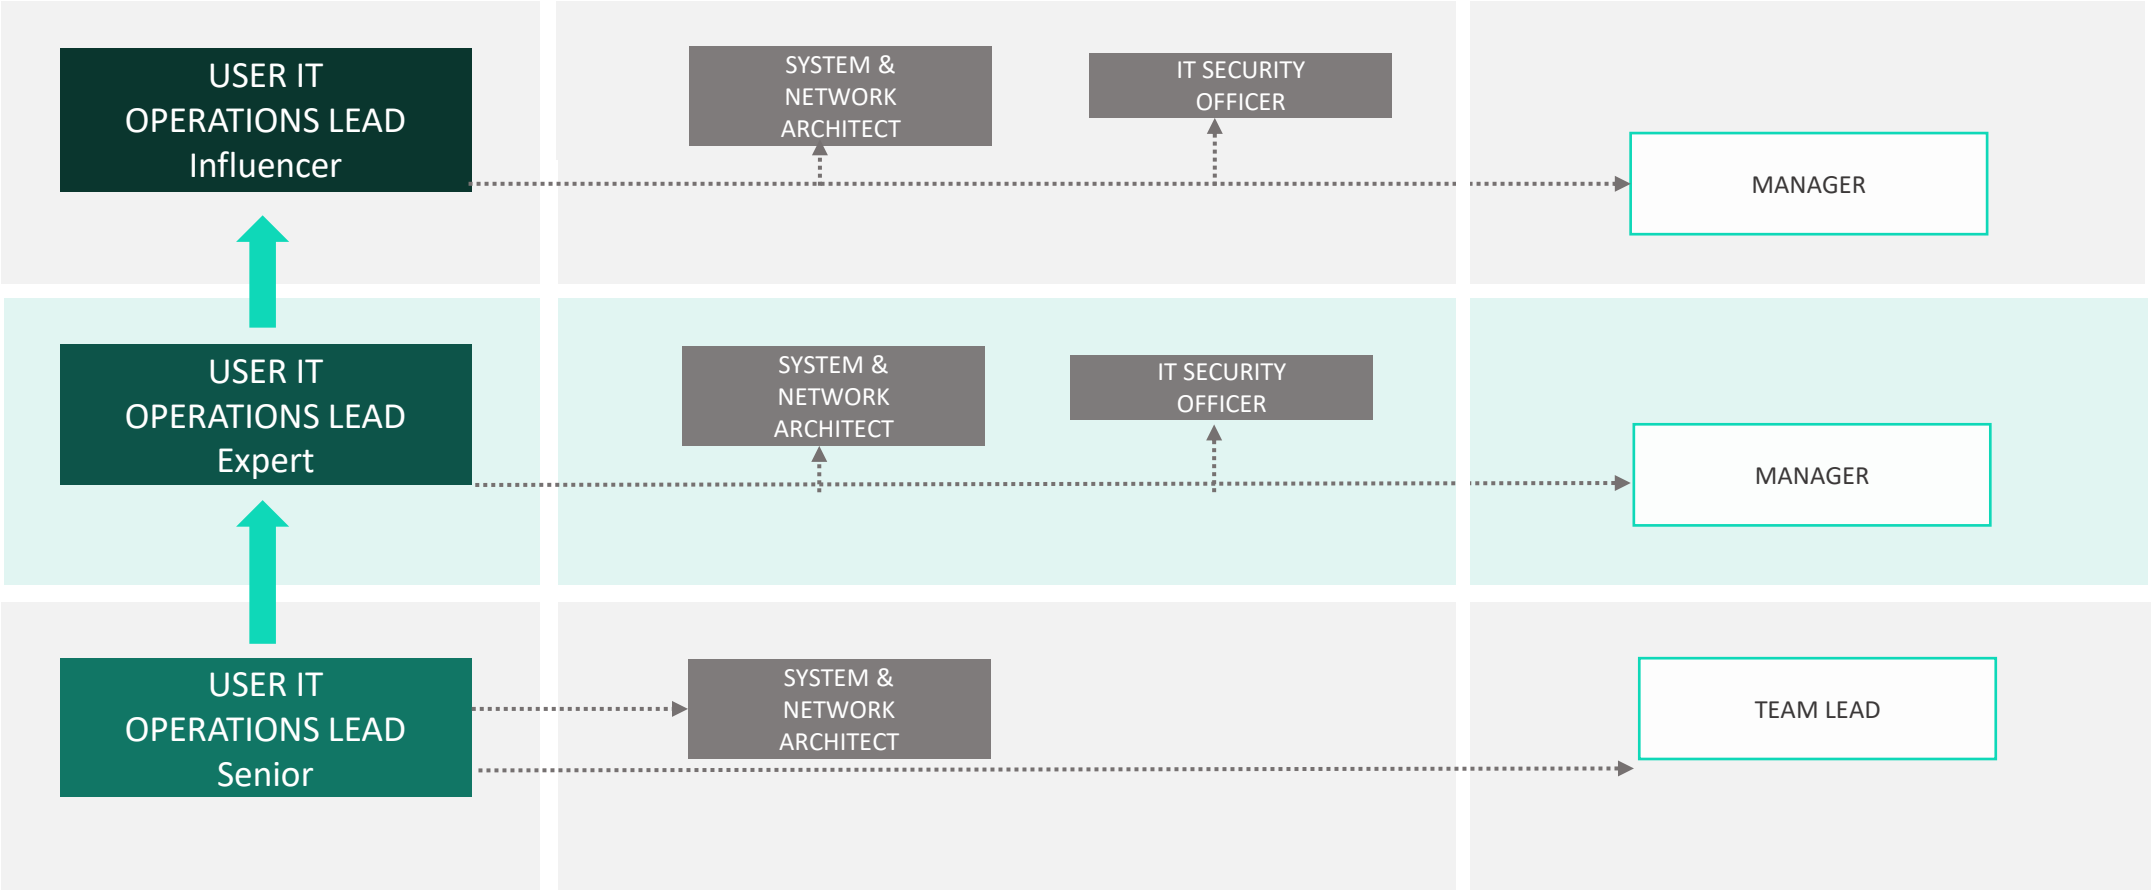 USER IT
OPERATIONS LEAD
Influencer
SYSTEM &
NETWORK
ARCHITECT
IT SECURITY
OFFICER
MANAGER
USER IT
OPERATIONS LEAD
Expert
SYSTEM &
NETWORK
ARCHITECT
IT SECURITY
OFFICER
MANAGER
USER IT
OPERATIONS LEAD
Senior
SYSTEM &
NETWORK
ARCHITECT
TEAM LEAD